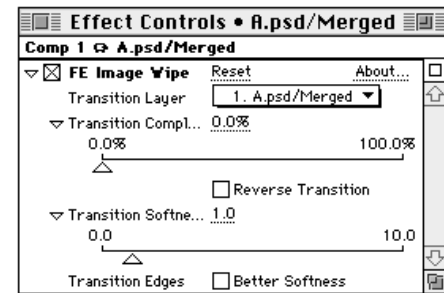 Effect Controls • A.psd/Merged
Comp 1 A.psd/Merged
FE Image Wipe Reset About...
Transition Layer 1. A.psd/Merged
Transition Compl... 0.0%
0.0% 100.0%
Reverse Transition
Transition Softne... 1.0
0.0 10.0
Transition Edges Better Softness